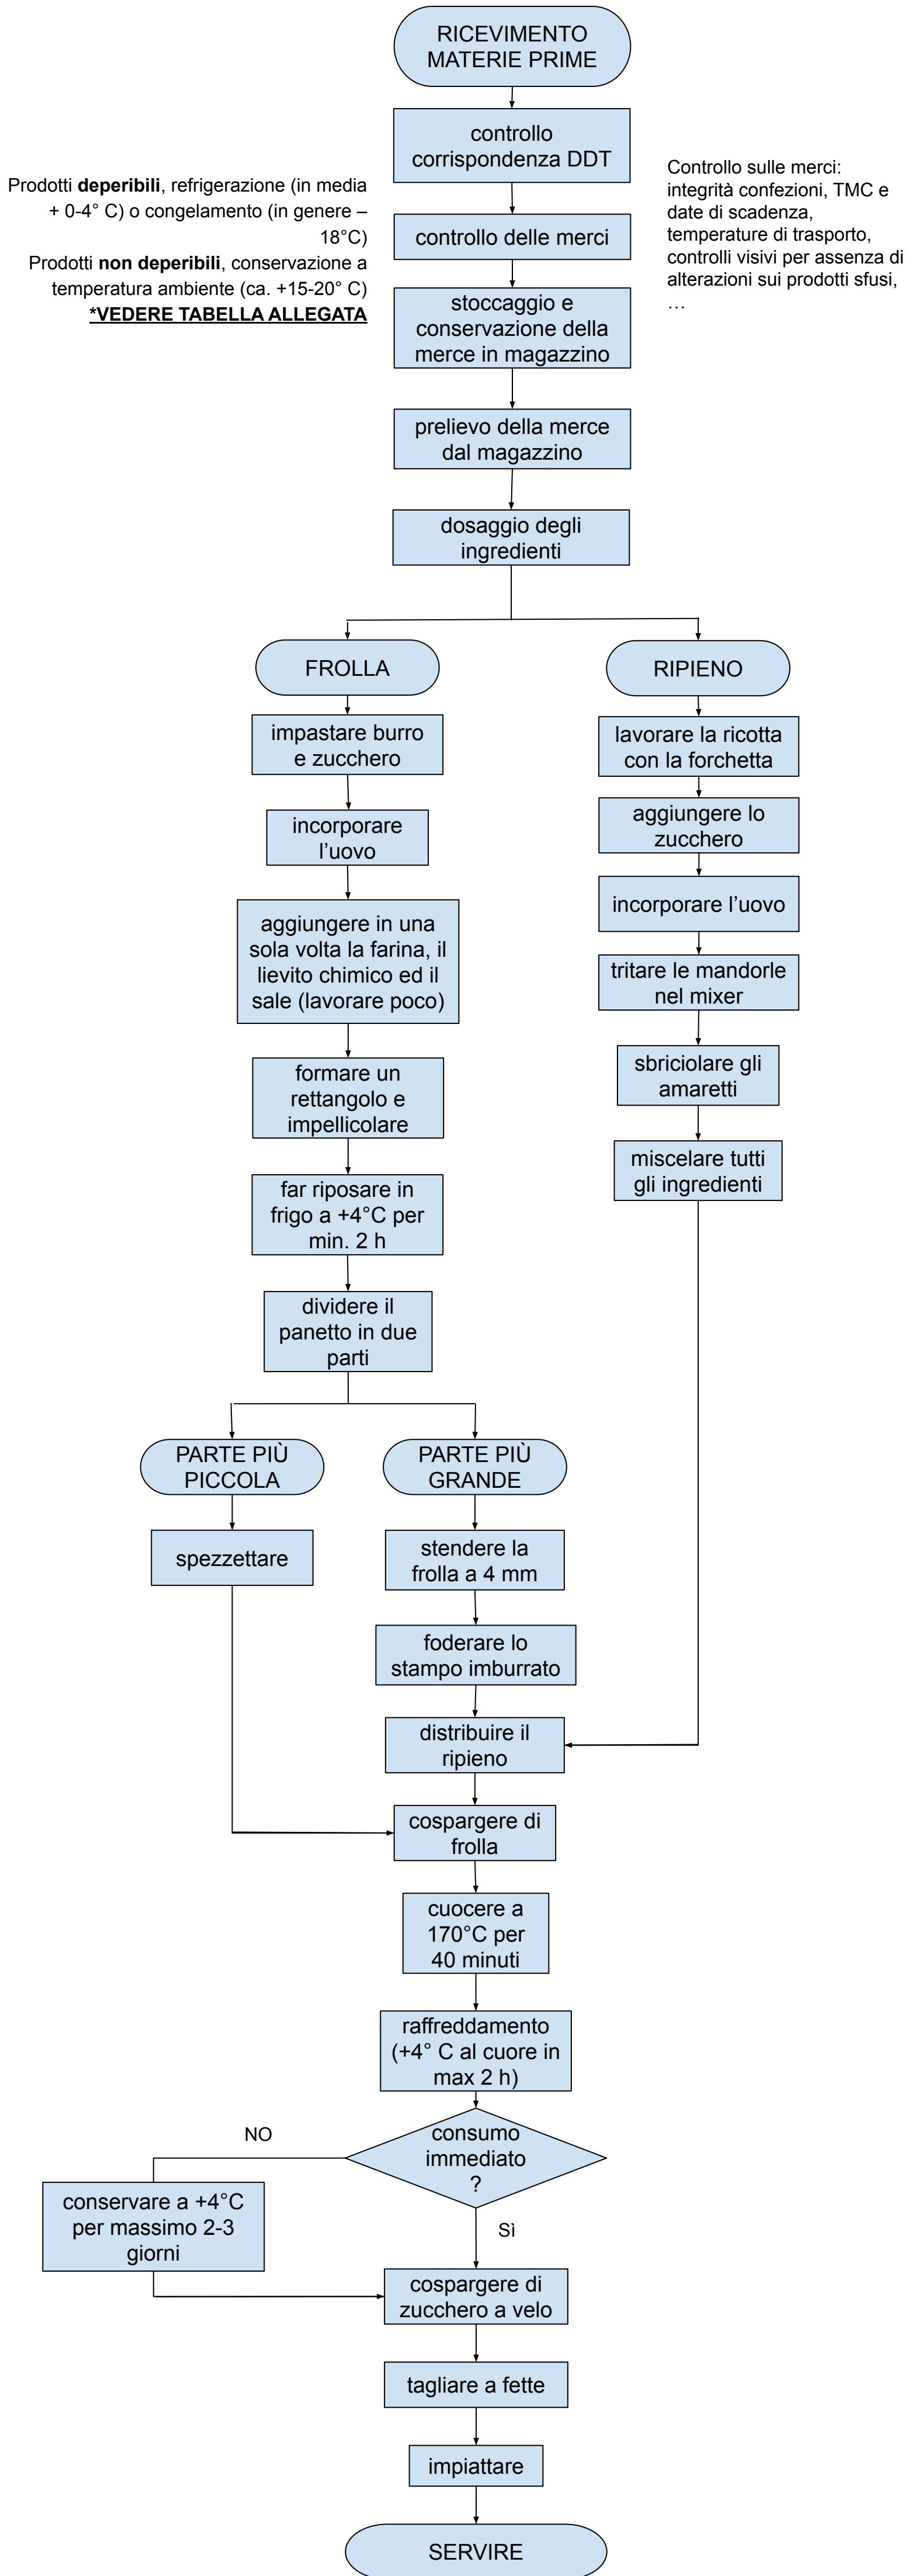 RICEVIMENTO
MATERIE PRIME
controllo
corrispondenza DDT
Prodotti deperibili, refrigerazione (in media
+ 0-4° C) o congelamento (in genere –
18°C)
Prodotti non deperibili, conservazione a
temperatura ambiente (ca. +15-20° C)
*VEDERE TABELLA ALLEGATA
Controllo sulle merci:
integrità confezioni, TMC e
date di scadenza,
temperature di trasporto,
controlli visivi per assenza di
alterazioni sui prodotti sfusi,
…
controllo delle merci
stoccaggio e
conservazione della
merce in magazzino
prelievo della merce
dal magazzino
dosaggio degli
ingredienti
FROLLA
impastare burro
e zucchero
incorporare
l’uovo
aggiungere in una
sola volta la farina, il
lievito chimico ed il
sale (lavorare poco)
formare un
rettangolo e
impellicolare
far riposare in
frigo a +4°C per
min. 2 h
dividere il
panetto in due
parti
RIPIENO
lavorare la ricotta
con la forchetta
aggiungere lo
zucchero
incorporare l’uovo
tritare le mandorle
nel mixer
sbriciolare gli
amaretti
miscelare tutti
gli ingredienti
PARTE PIÙ
PICCOLA
spezzettare
PARTE PIÙ
GRANDE
stendere la
frolla a 4 mm
foderare lo
stampo imburrato
distribuire il
ripieno
cospargere di
frolla
cuocere a
170°C per
40 minuti
raffreddamento
(+4° C al cuore in
max 2 h)
consumo
immediato
?
NO
conservare a +4°C
per massimo 2-3
giorni
Sì
cospargere di
zucchero a velo
tagliare a fette
impiattare
SERVIRE